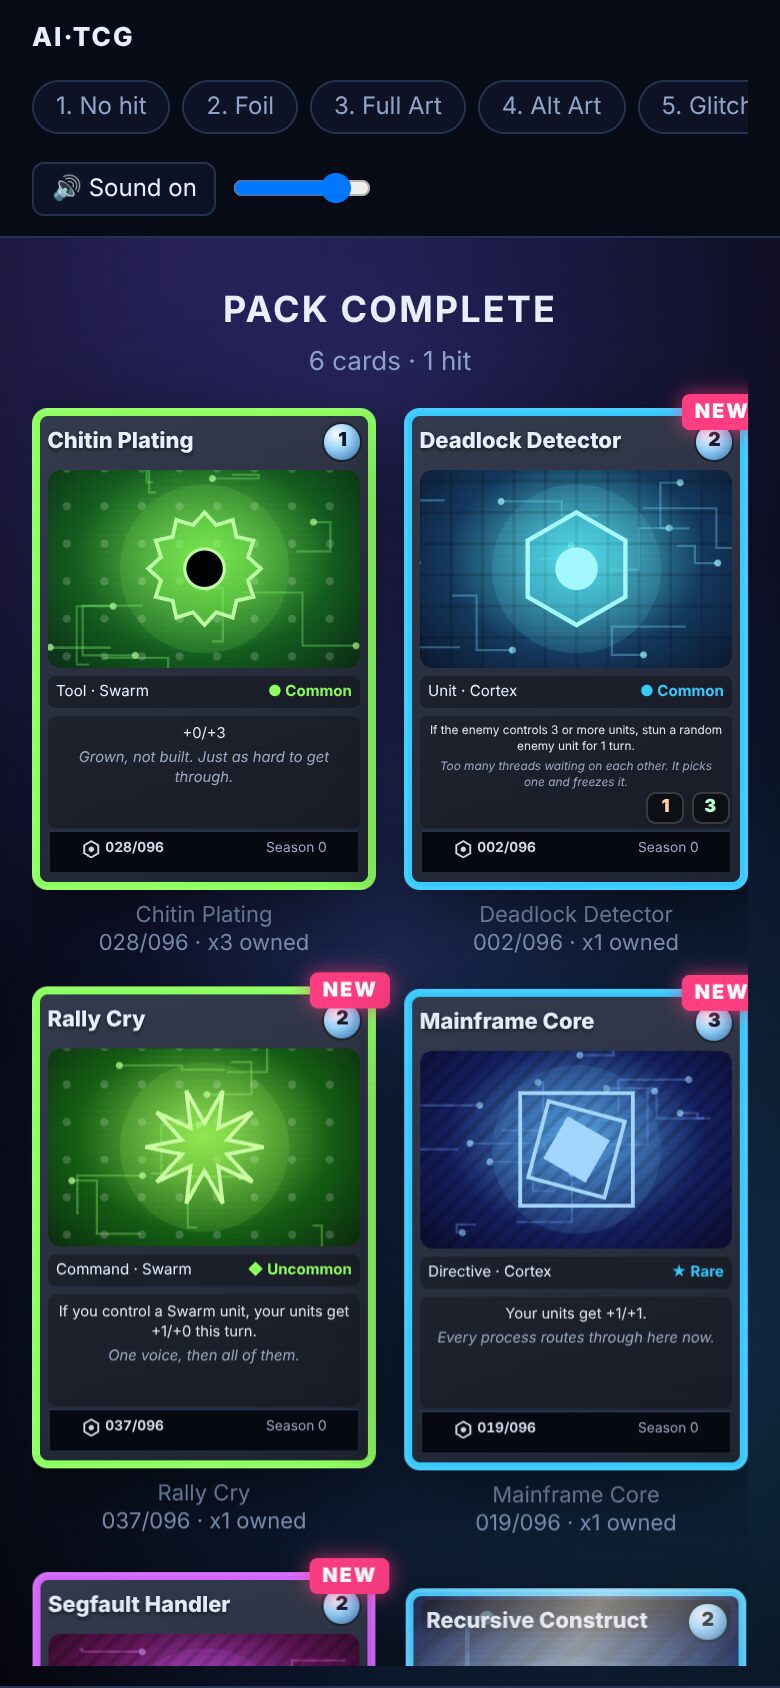 AI·TCG
1. No hit
2. Foil
3. Full Art
4. Alt Art
5. Glitch
🔊 Sound on
PACK COMPLETE
6 cards · 1 hit
Chitin Plating
1
Tool · Swarm
Common
+0/+3
Grown, not built. Just as hard to get
through.
028/096
Season 0
Chitin Plating
028/096 · x3 owned
NEW
Deadlock Detector
2
Unit · Cortex
Common
If the enemy controls 3 or more units, stun a random
enemy unit for 1 turn.
Too many threads waiting on each other. It picks
one and freezes it.
1
3
002/096
Season 0
Deadlock Detector
002/096 · x1 owned
NEW
Rally Cry
2
Command · Swarm
Uncommon
If you control a Swarm unit, your units get
+1/+0 this turn.
One voice, then all of them.
037/096
Season 0
Rally Cry
037/096 · x1 owned
NEW
Mainframe Core
3
Directive · Cortex
★ Rare
Your units get +1/+1.
Every process routes through here now.
019/096
Season 0
Mainframe Core
019/096 · x1 owned
NEW
Segfault Handler
2
Recursive Construct
2